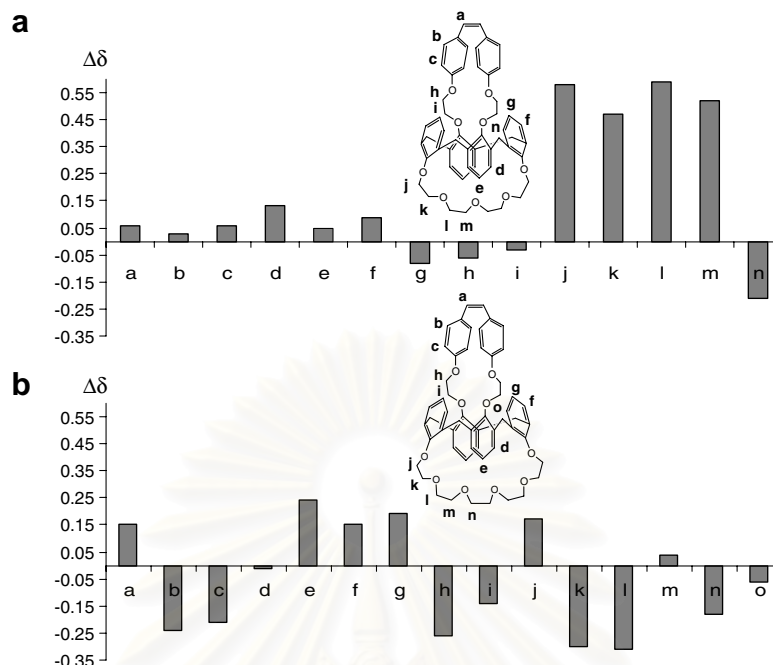 a
Δδ
0.55
0.45
0.35
0.25
0.15
0.05
-0.05
-0.15
-0.25
-0.35
a b c d e f g h i j k l m n
a
b
c
O O
h
i g
O O n f
d
O e O
j O O
k O
l m
b
Δδ
0.55
0.45
0.35
0.25
0.15
0.05
-0.05
-0.15
-0.25
-0.35
a b c d e f g h i j k l m n o
a
b
c
O O
h
i g
O O o f
d
O e O
j
k O O
l O O
m n